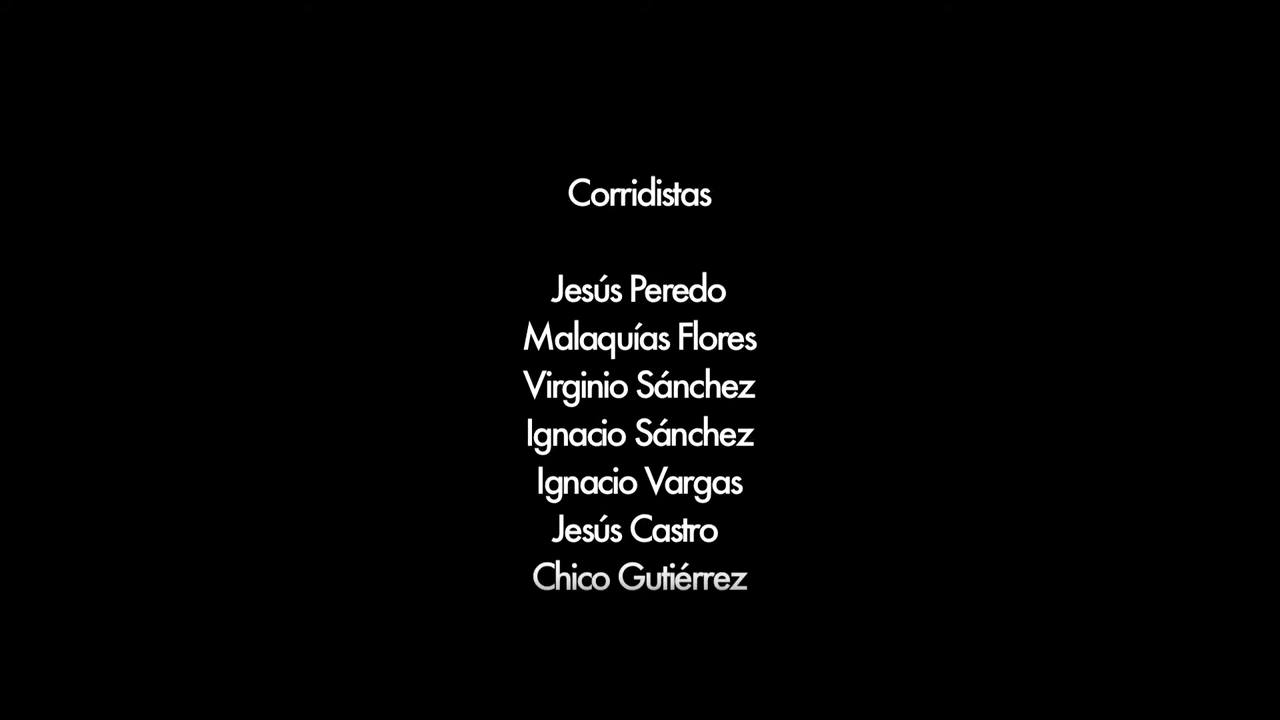 Corridistas
Jesús Peredo
Malaquías Flores
Virginio Sánchez
Ignacio Sánchez
Ignacio Vargas
Jesús Castro
Chico Gutiérrez